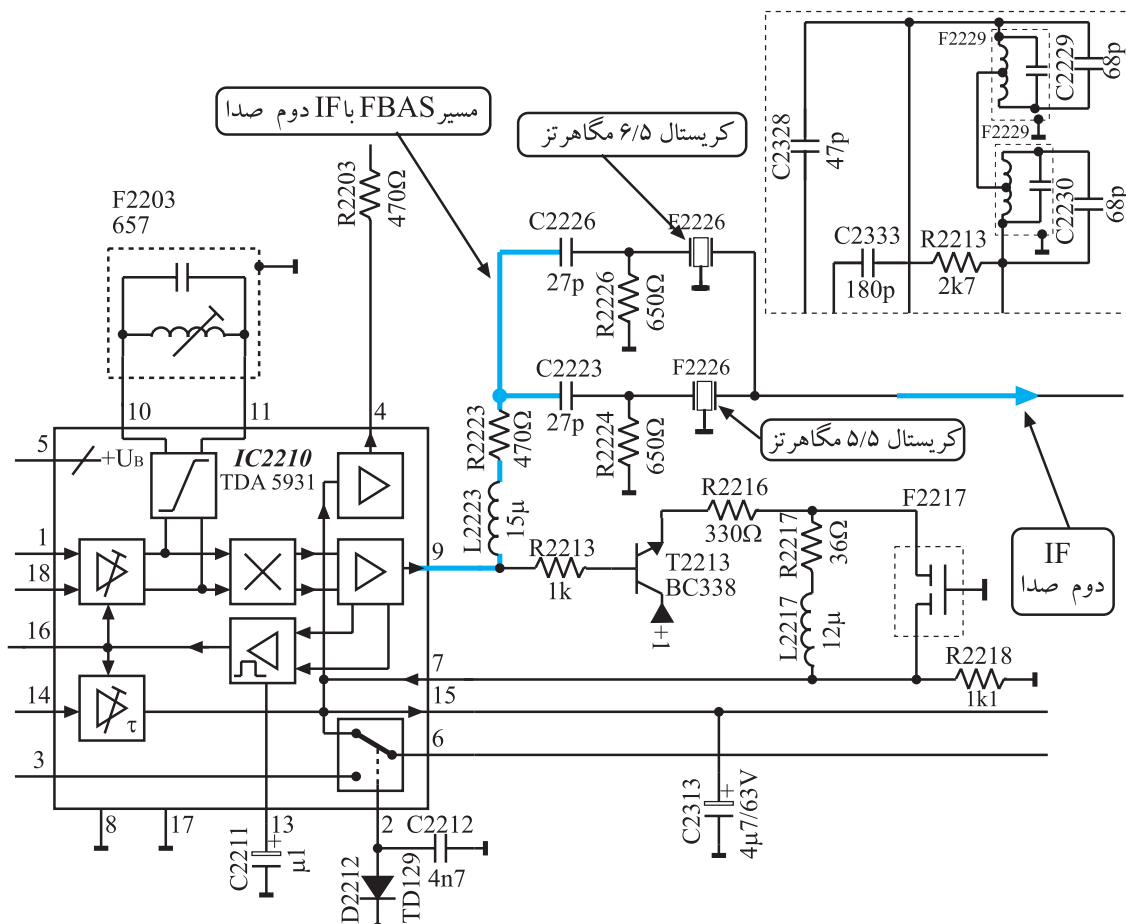 مسیر FBAS با IF دوم صدا
کریستال ۶/۵ مگاهرتز
F2229
C2229
68p
F2229
C2230
68p
C2328
47p
C2333
180p
R2213
2k7
R2203
470Ω
F2203
657
C2226
27p
F2226
R2226
650Ω
C2223
27p
F2226
R2224
650Ω
کریستال ۵/۵ مگاهرتز
IF
دوم صدا
10
11
4
5
+UB
IC2210
TDA 5931
R2223
470Ω
L2223
15µ
R2213
1k
T2213
BC338
+1
R2216
330Ω
R2217
36Ω
L2217
12µ
F2217
R2218
1k1
1
18
16
14
3
9
7
15
6
τ
8
17
13
2
C2211
+
µ1
C2212
4n7
D2212
TD129
C2313
+
4µ7/63V